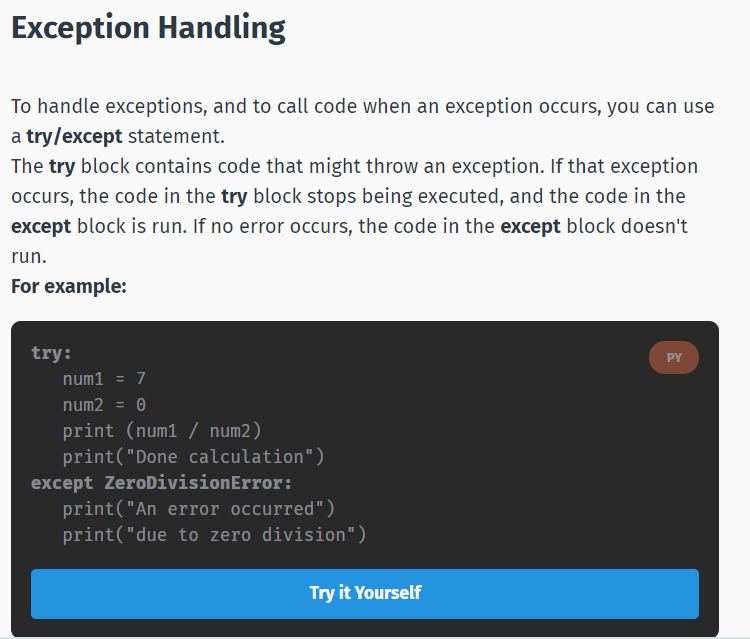 Exception Handling
To handle exceptions, and to call code when an exception occurs, you can use
a try/except statement.
The try block contains code that might throw an exception. If that exception
occurs, the code in the try block stops being executed, and the code in the
except block is run. If no error occurs, the code in the except block doesn't
run.
For example:
try:
PY
    num1 = 7
    num2 = 0
    print (num1 / num2)
    print("Done calculation")
except ZeroDivisionError:
    print("An error occurred")
    print("due to zero division")
Try it Yourself